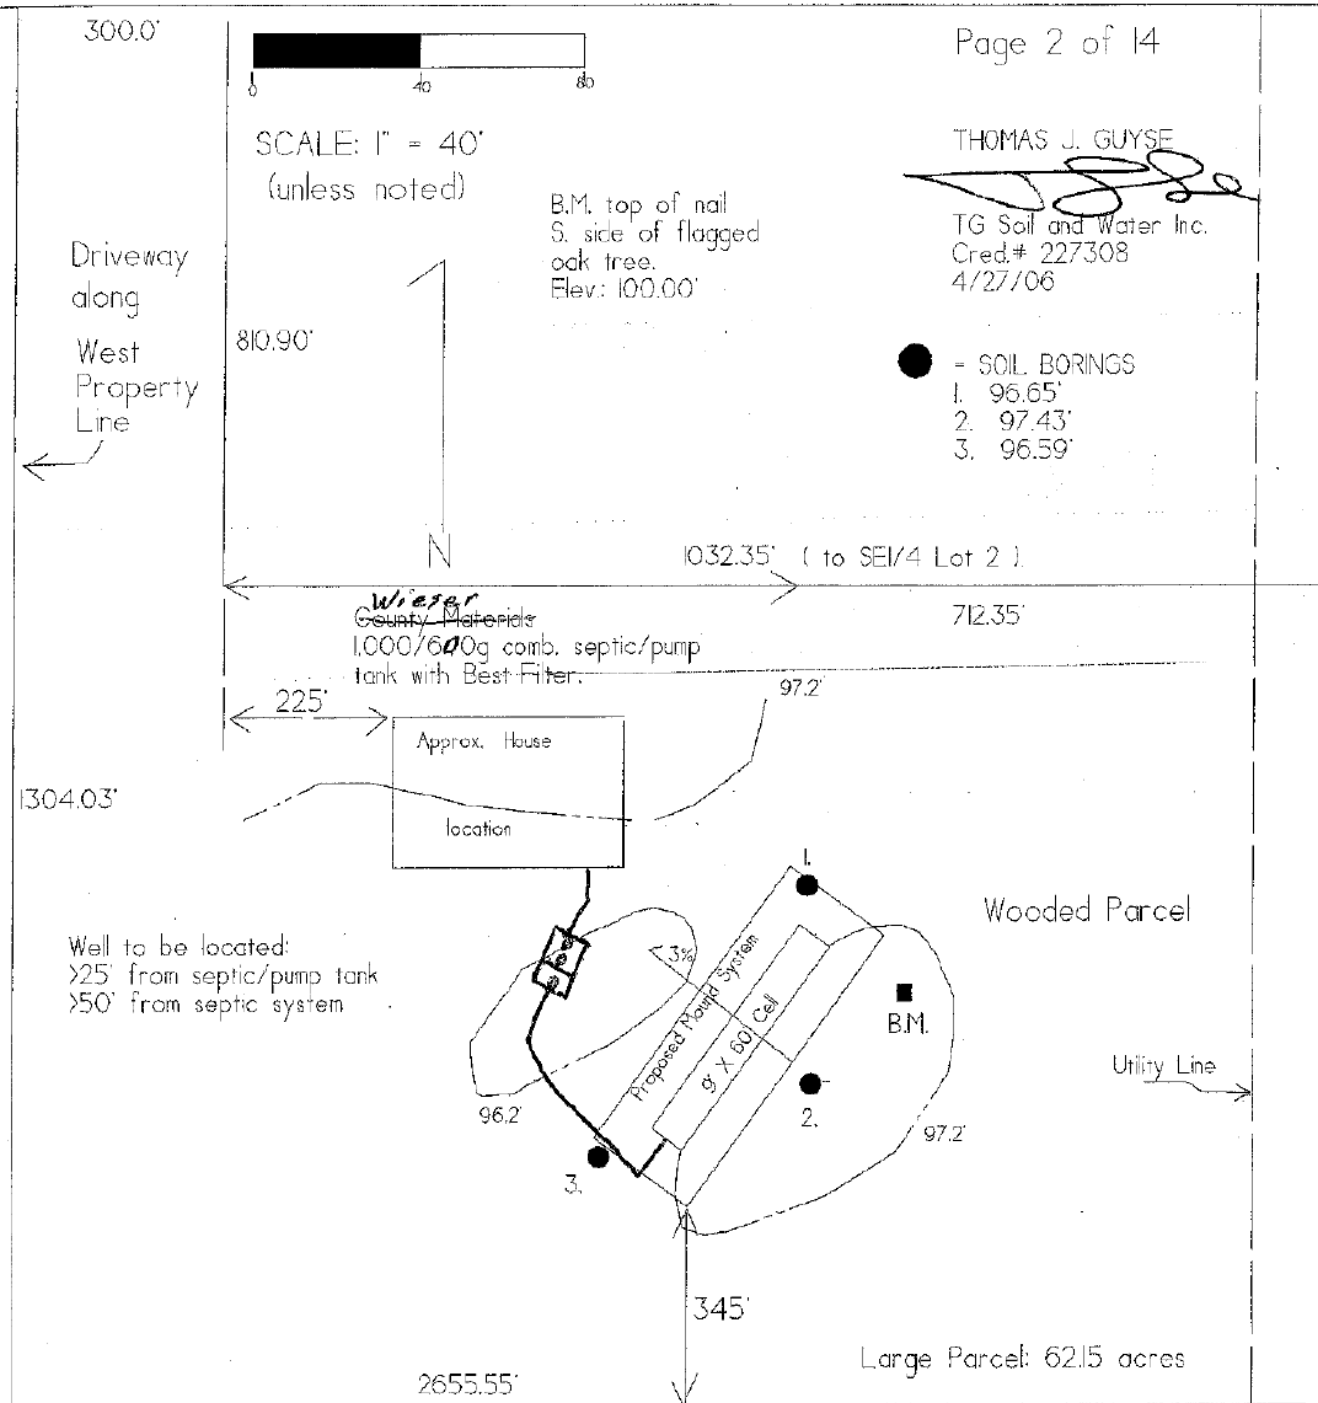 300.0'
Page 2 of 14
0 40 80
SCALE: 1" = 40'
(unless noted)
THOMAS J. GUYSE
TG Soil and Water Inc.
Cred.# 227308
4/27/06
B.M. top of nail
S. side of flagged
oak tree.
Elev.: 100.00'
Driveway
along
West
Property
Line
810.90'
= SOIL BORINGS
1. 96.65'
2. 97.43'
3. 96.59'
N
1032.35' ( to SE1/4 Lot 2 )
712.35'
Wieser
County Materials
1,000/600g comb. septic/pump
tank with Best Filter.
225'
97.2'
Approx. House
location
1304.03'
1.
Wooded Parcel
Well to be located:
>25' from septic/pump tank
>50' from septic system
3%
Proposed Mound System
9' X 60' Cell
B.M.
Utility Line
96.2'
2.
97.2'
3.
345'
Large Parcel: 62.15 acres
2655.55'